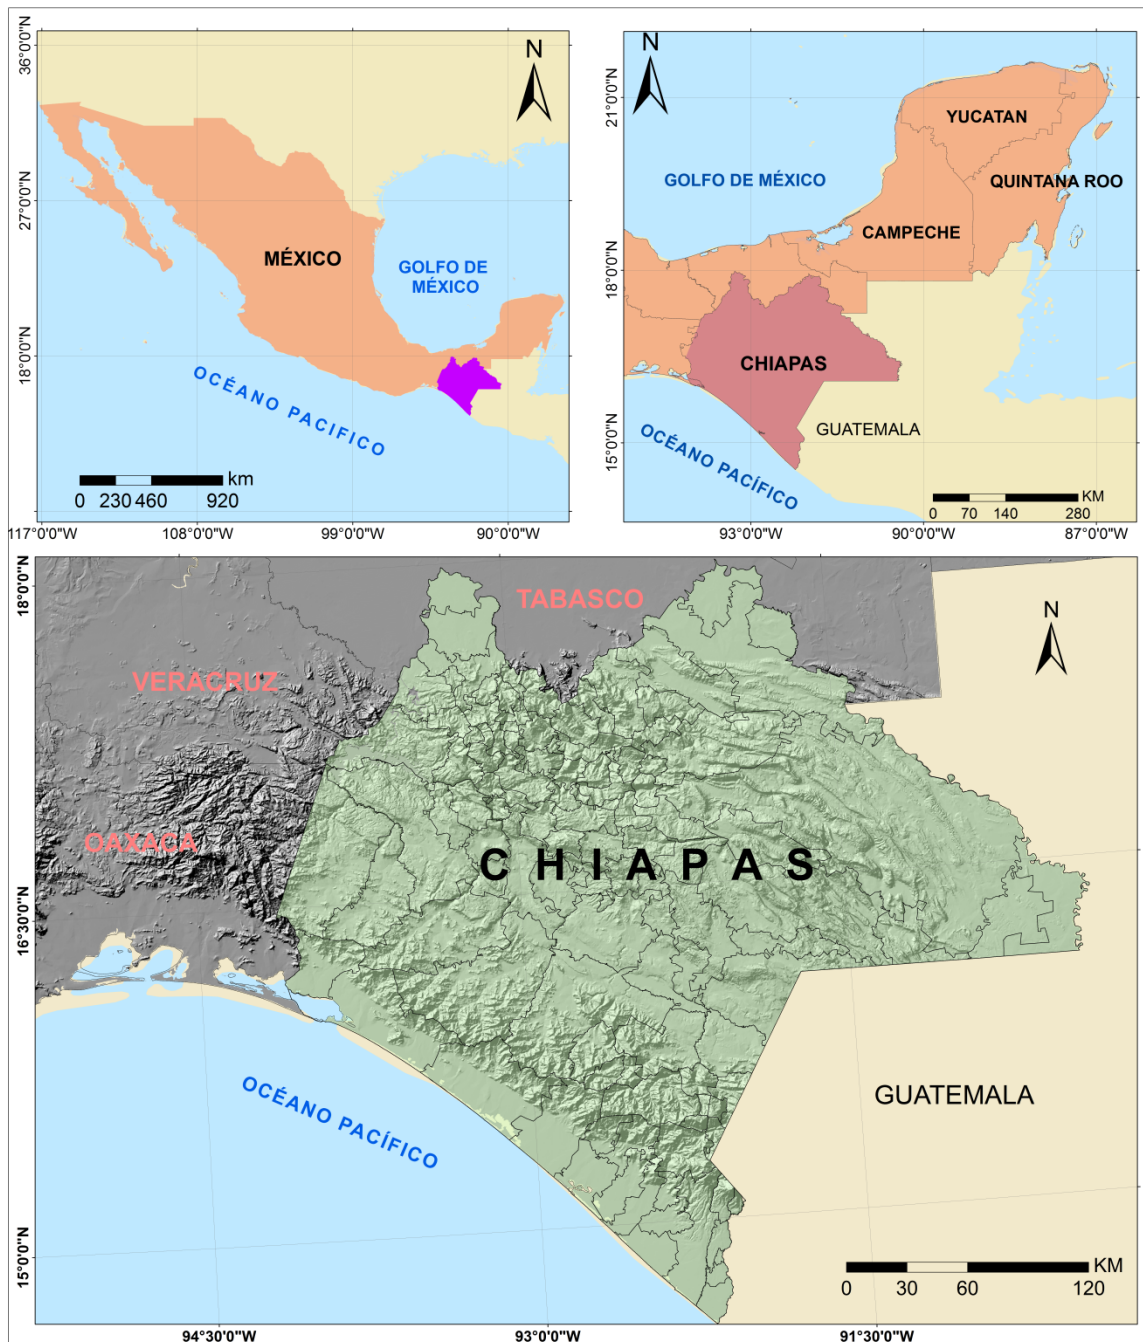 36°0'0"N
27°0'0"N
18°0'0"N
N
MÉXICO
GOLFO DE
MÉXICO
OCÉANO PACIFICO
km
0 230 460 920
117°0'0"W 108°0'0"W 99°0'0"W 90°0'0"W
N
21°0'0"N
18°0'0"N
15°0'0"N
YUCATAN
GOLFO DE MÉXICO
QUINTANA ROO
CAMPECHE
CHIAPAS
GUATEMALA
OCÉANO PACÍFICO
KM
0 70 140 280
93°0'0"W 90°0'0"W 87°0'0"W
18°0'0"N
16°30'0"N
15°0'0"N
TABASCO
N
VERACRUZ
OAXACA
CHIAPAS
GUATEMALA
OCÉANO PACÍFICO
KM
0 30 60 120
94°30'0"W 93°0'0"W 91°30'0"W